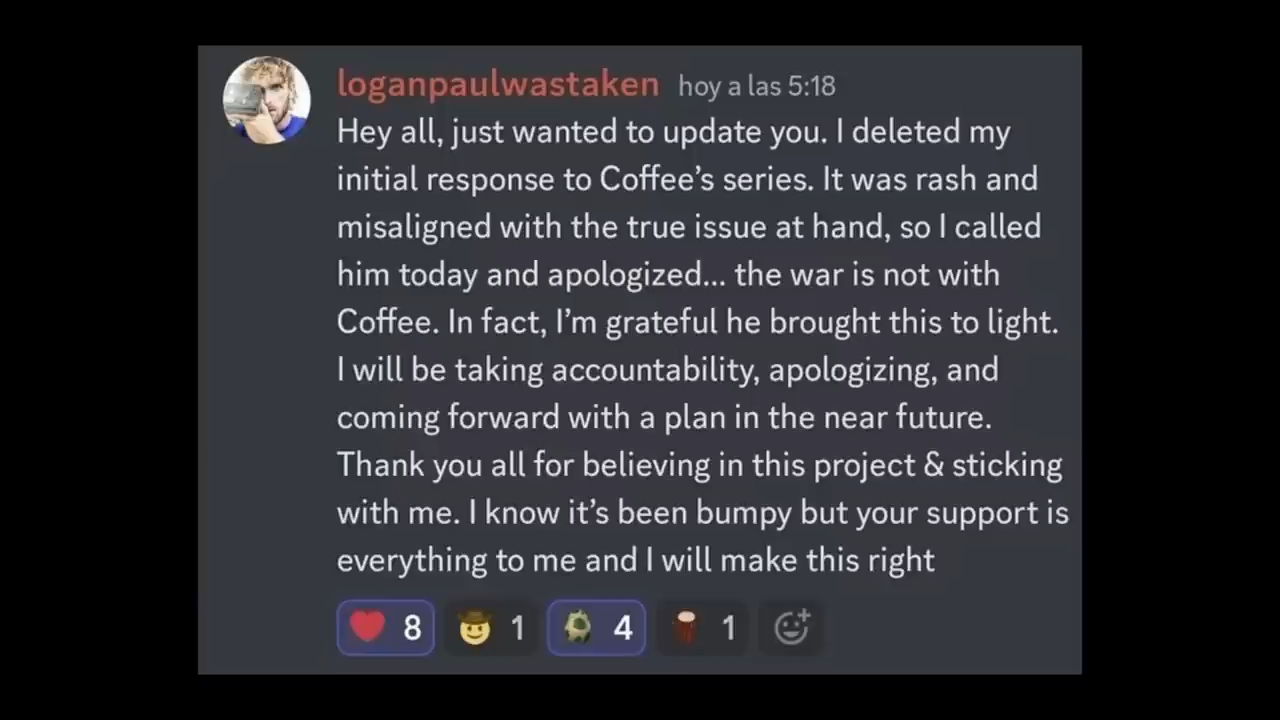 loganpaulwastaken hoy a las 5:18
Hey all, just wanted to update you. I deleted my
initial response to Coffee’s series. It was rash and
misaligned with the true issue at hand, so I called
him today and apologized... the war is not with
Coffee. In fact, I’m grateful he brought this to light.
I will be taking accountability, apologizing, and
coming forward with a plan in the near future.
Thank you all for believing in this project & sticking
with me. I know it’s been bumpy but your support is
everything to me and I will make this right
8 1 4 1